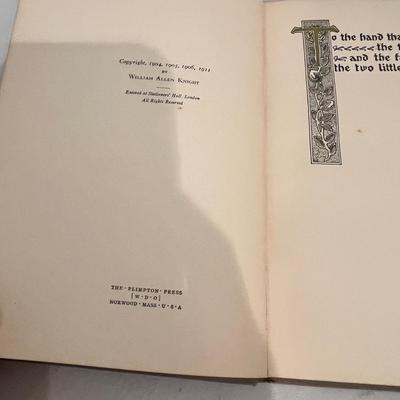 Copyright, 1904, 1905, 1906, 1911
BY
WILLIAM ALLEN KNIGHT
Entered at Stationers' Hall, London
All Rights Reserved
THE · PLIMPTON · PRESS
[ W · D · O ]
NORWOOD · MASS · U · S · A
To the hand tha
the t
and the f
the two little